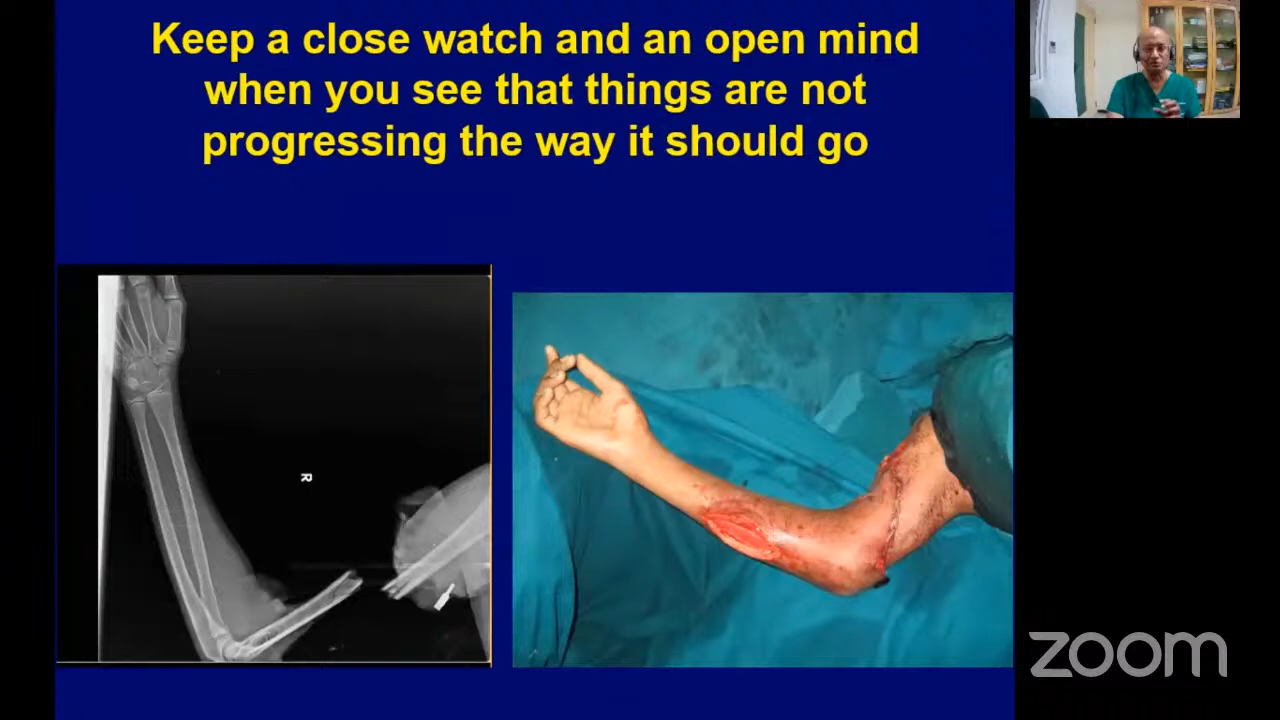 Keep a close watch and an open mind
when you see that things are not
progressing the way it should go
R
zoom